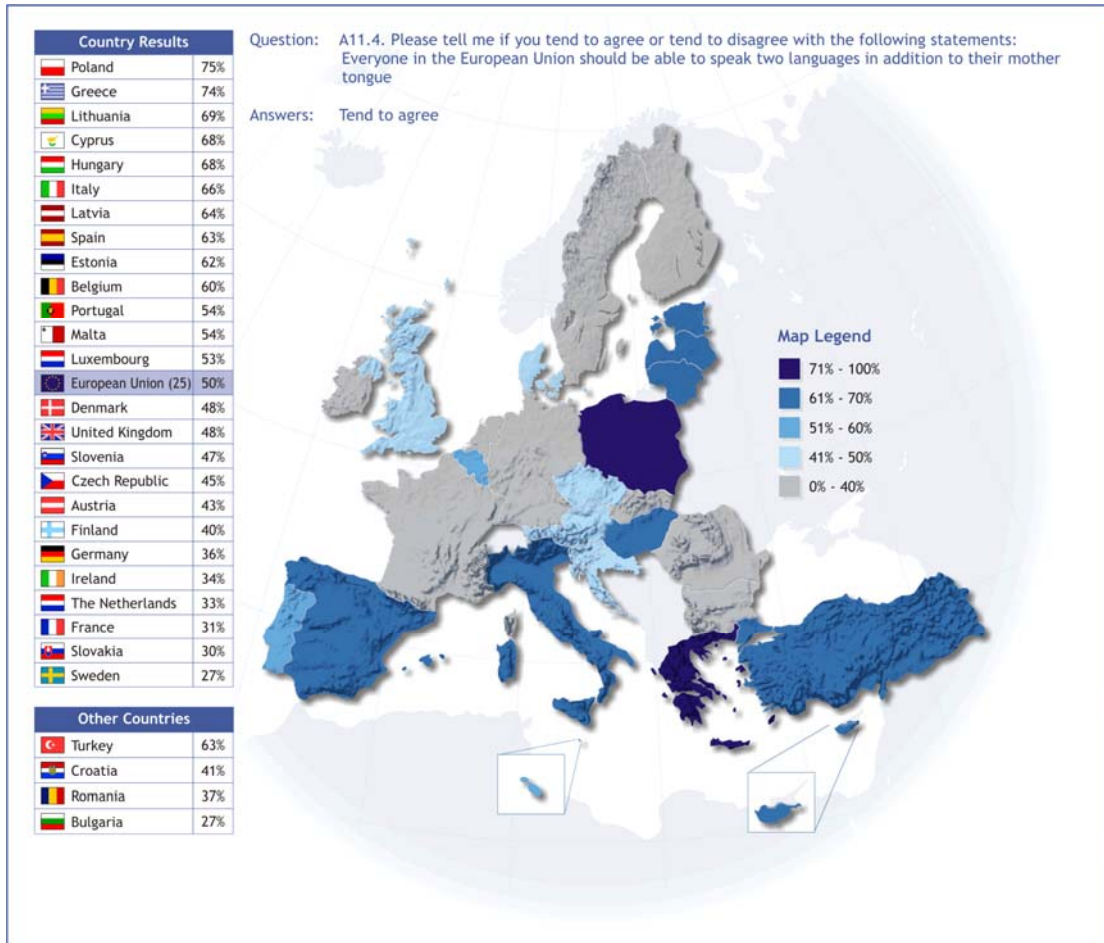 Country Results
Poland 75%
Greece 74%
Lithuania 69%
Cyprus 68%
Hungary 68%
Italy 66%
Latvia 64%
Spain 63%
Estonia 62%
Belgium 60%
Portugal 54%
Malta 54%
Luxembourg 53%
European Union (25) 50%
Denmark 48%
United Kingdom 48%
Slovenia 47%
Czech Republic 45%
Austria 43%
Finland 40%
Germany 36%
Ireland 34%
The Netherlands 33%
France 31%
Slovakia 30%
Sweden 27%
Other Countries
Turkey 63%
Croatia 41%
Romania 37%
Bulgaria 27%
Question: A11.4. Please tell me if you tend to agree or tend to disagree with the following statements:
Everyone in the European Union should be able to speak two languages in addition to their mother
tongue
Answers: Tend to agree
Map Legend
71% - 100%
61% - 70%
51% - 60%
41% - 50%
0% - 40%